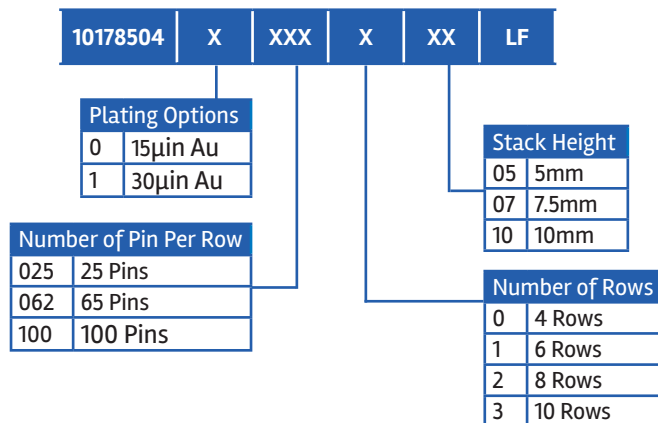 10178504 X XXX X XX LF
Plating Options
0 15µin Au
1 30µin Au
Number of Pin Per Row
025 25 Pins
062 65 Pins
100 100 Pins
Stack Height
05 5mm
07 7.5mm
10 10mm
Number of Rows
0 4 Rows
1 6 Rows
2 8 Rows
3 10 Rows